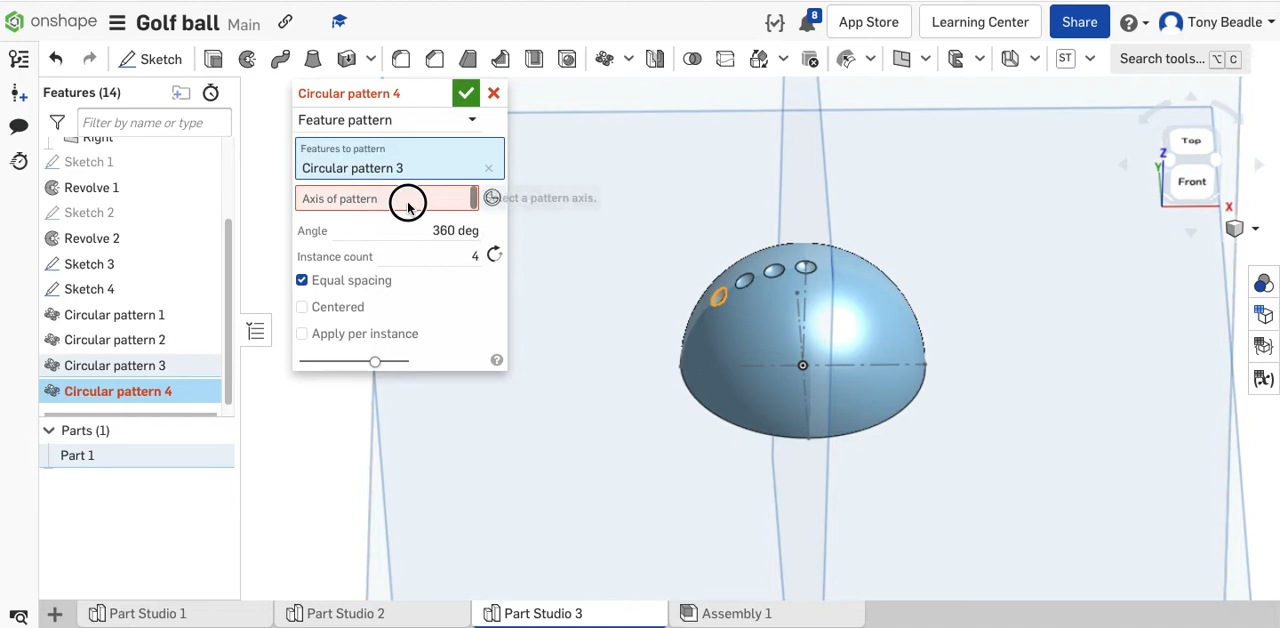 onshape Golf ball Main 8 App Store Learning Center Share Tony Beadle
Sketch ST Search tools... ⌥ C
Features (14)
Filter by name or type
Right
Sketch 1
Revolve 1
Sketch 2
Revolve 2
Sketch 3
Sketch 4
Circular pattern 1
Circular pattern 2
Circular pattern 3
Circular pattern 4
Parts (1)
Part 1
Circular pattern 4
Feature pattern
Features to pattern
Circular pattern 3
Axis of pattern
ect a pattern axis.
Angle 360 deg
Instance count 4
Equal spacing
Centered
Apply per instance
Top
Front
Z
Y
X
Part Studio 1 Part Studio 2 Part Studio 3 Assembly 1